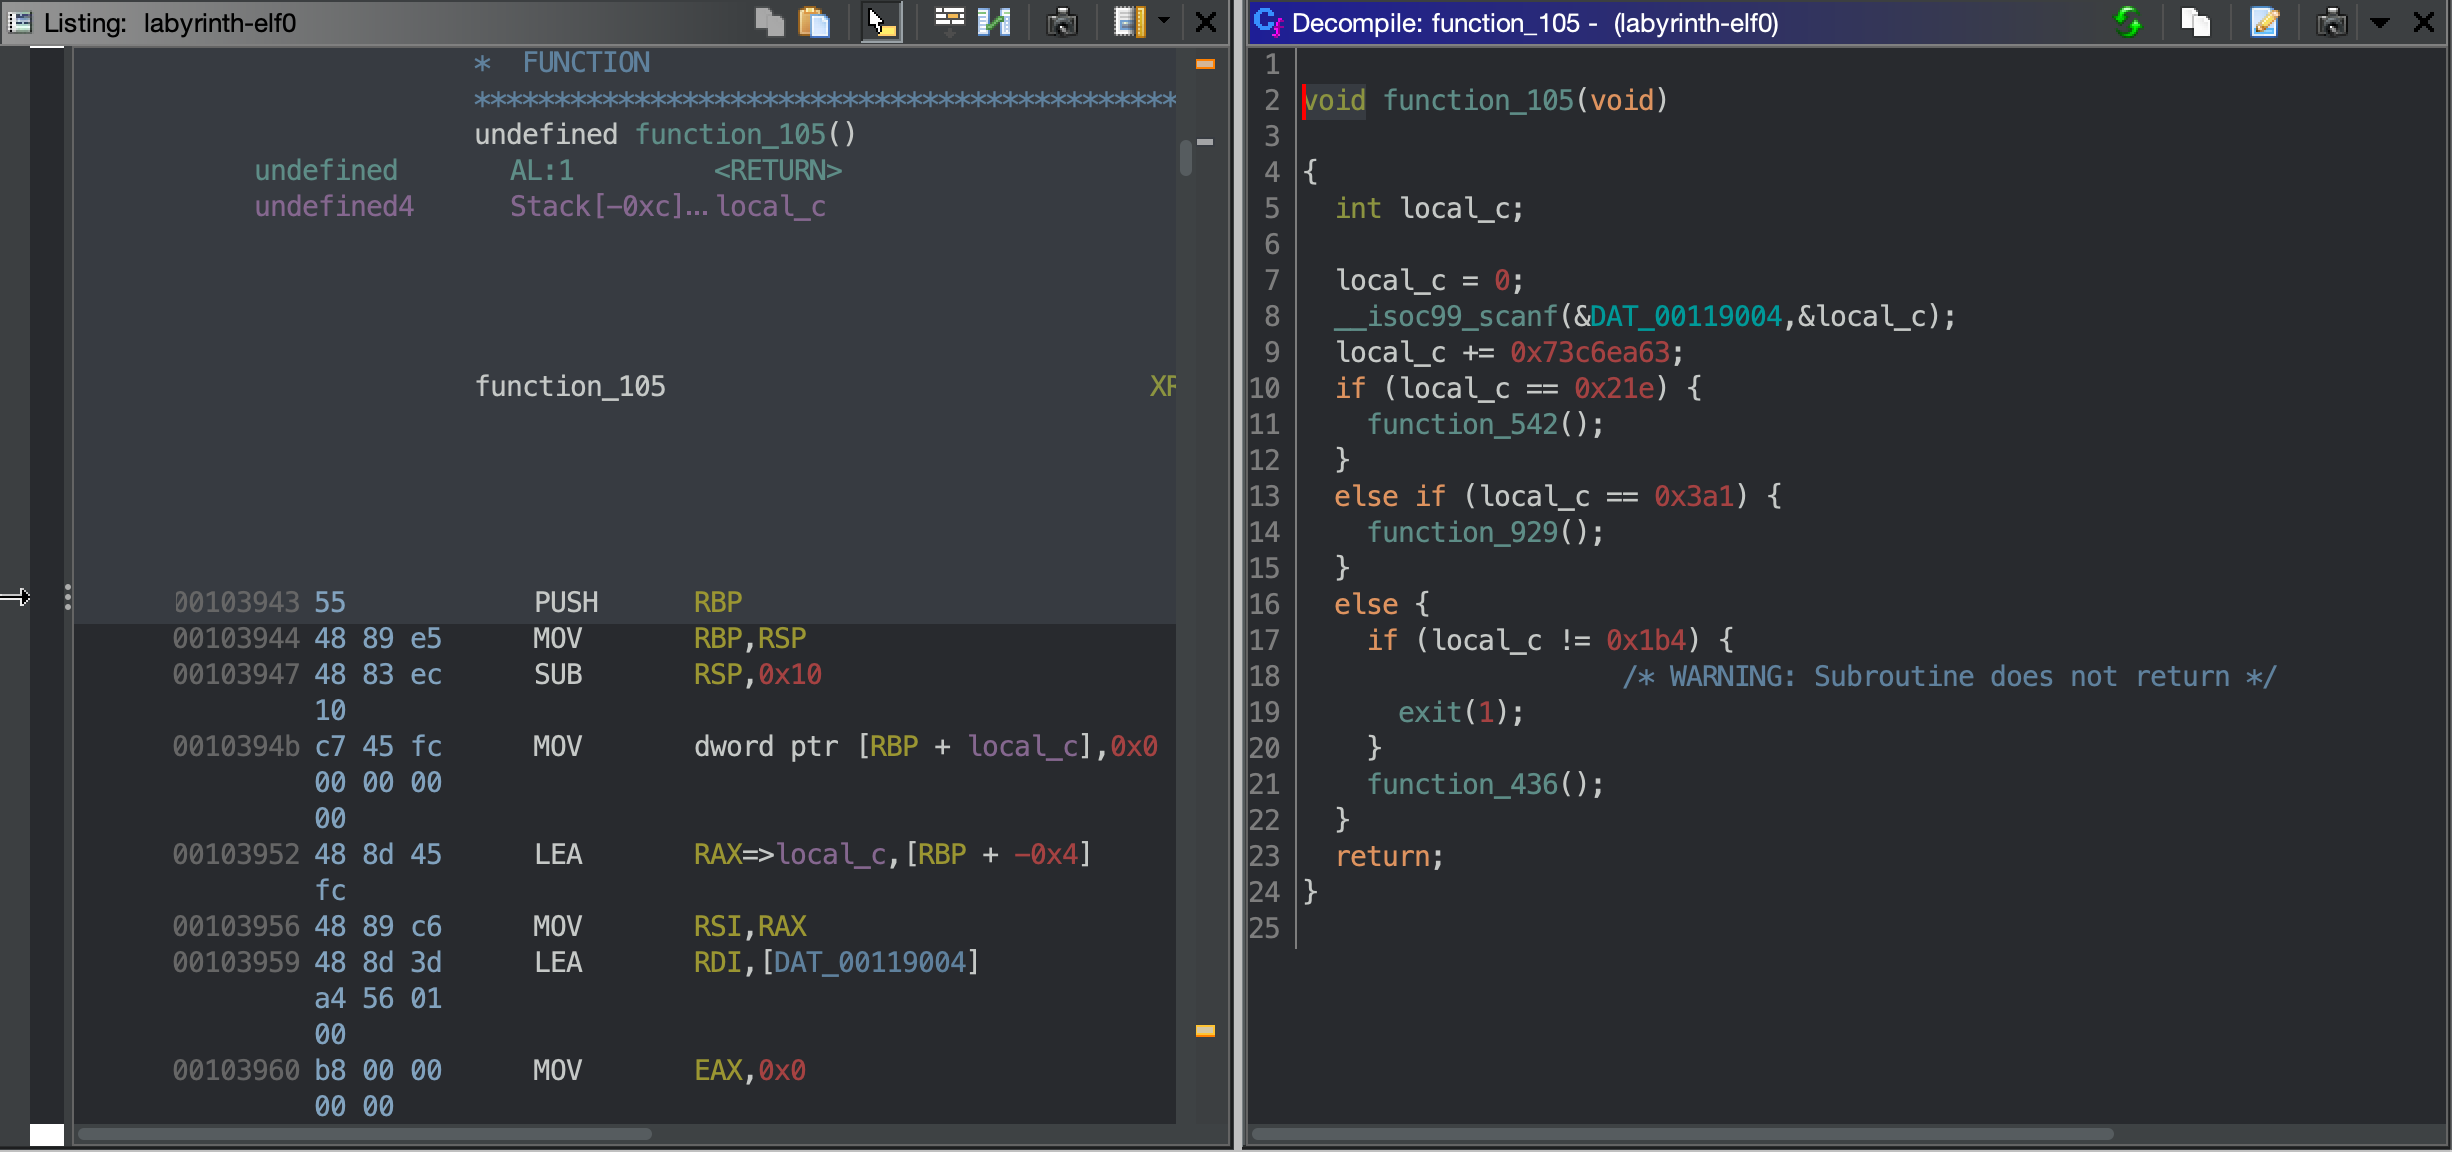 Listing: labyrinth-elf0
* FUNCTION
********************************************
undefined function_105()
undefined AL:1 <RETURN>
undefined4 Stack[-0xc]... local_c
function_105
00103943 55 PUSH RBP
00103944 48 89 e5 MOV RBP,RSP
00103947 48 83 ec SUB RSP,0x10
10
0010394b c7 45 fc MOV dword ptr [RBP + local_c],0x0
00 00 00
00
00103952 48 8d 45 LEA RAX=>local_c,[RBP + -0x4]
fc
00103956 48 89 c6 MOV RSI,RAX
00103959 48 8d 3d LEA RDI,[DAT_00119004]
a4 56 01
00
00103960 b8 00 00 MOV EAX,0x0
00 00
Decompile: function_105 - (labyrinth-elf0)
1
2 void function_105(void)
3
4 {
5 int local_c;
6
7 local_c = 0;
8 __isoc99_scanf(&DAT_00119004,&local_c);
9 local_c += 0x73c6ea63;
10 if (local_c == 0x21e) {
11 function_542();
12 }
13 else if (local_c == 0x3a1) {
14 function_929();
15 }
16 else {
17 if (local_c != 0x1b4) {
18 /* WARNING: Subroutine does not return */
19 exit(1);
20 }
21 function_436();
22 }
23 return;
24 }
25